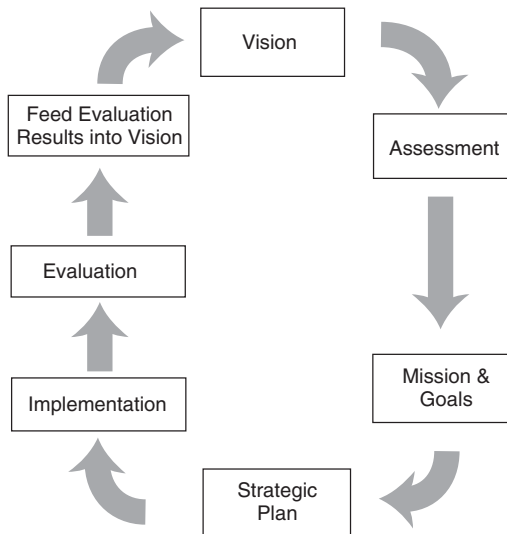 Vision
Assessment
Mission &
Goals
Strategic
Plan
Implementation
Evaluation
Feed Evaluation
Results into Vision